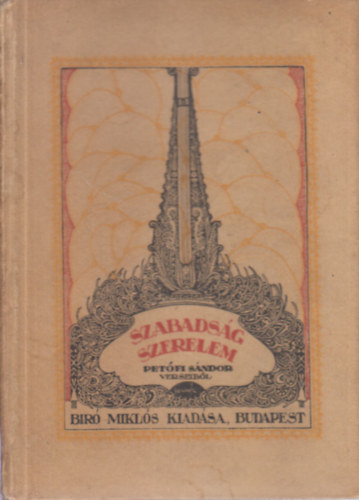 SZABADSÁG
SZERELEM
PETŐFI SÁNDOR
VERSEIBŐL
BIRÓ MIKLÓS KIADÁSA, BUDAPEST